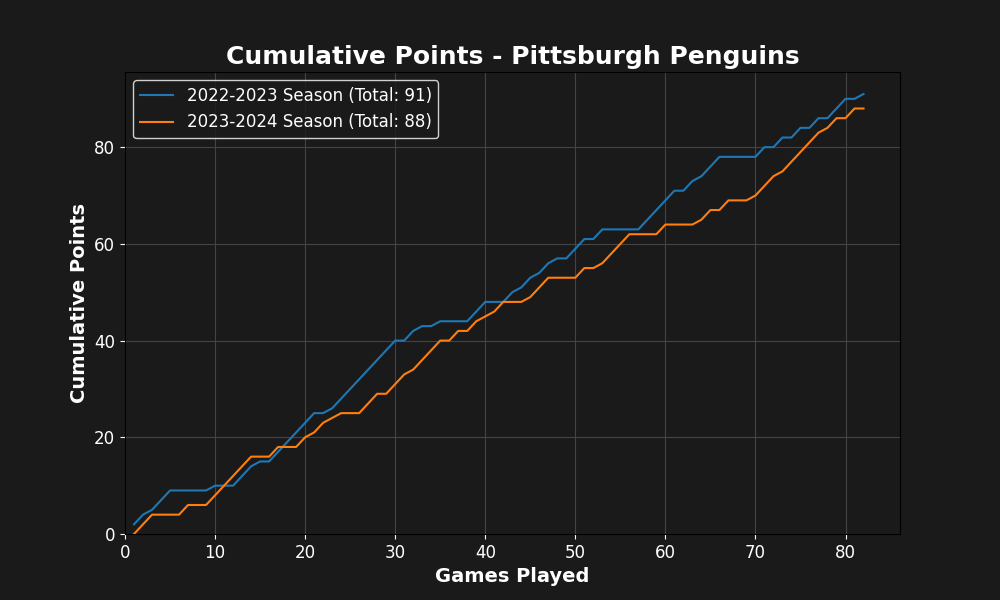 Cumulative Points - Pittsburgh Penguins
2022-2023 Season (Total: 91)
2023-2024 Season (Total: 88)
Cumulative Points
80
60
40
20
0
0 10 20 30 40 50 60 70 80
Games Played